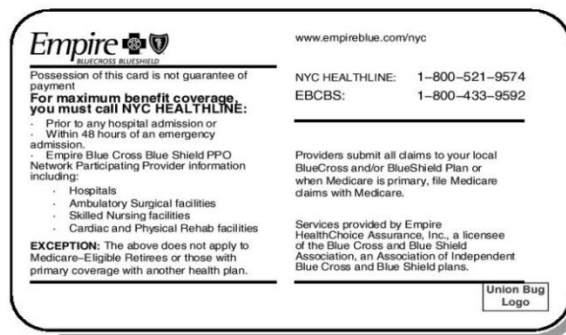 Empire
BLUECROSS BLUESHIELD
Possession of this card is not guarantee of
payment
For maximum benefit coverage,
you must call NYC HEALTHLINE:
· Prior to any hospital admission or
· Within 48 hours of an emergency
admission.
· Empire Blue Cross Blue Shield PPO
Network Participating Provider information
including:
· Hospitals
· Ambulatory Surgical facilities
· Skilled Nursing facilities
· Cardiac and Physical Rehab facilities
EXCEPTION: The above does not apply to
Medicare–Eligible Retirees or those with
primary coverage with another health plan.
www.empireblue.com/nyc
NYC HEALTHLINE: 1–800–521–9574
EBCBS: 1–800–433–9592
Providers submit all claims to your local
BlueCross and/or BlueShield Plan or
when Medicare is primary, file Medicare
claims with Medicare.
Services provided by Empire
HealthChoice Assurance, Inc., a licensee
of the Blue Cross and Blue Shield
Association, an Association of Independent
Blue Cross and Blue Shield plans.
Union Bug
Logo